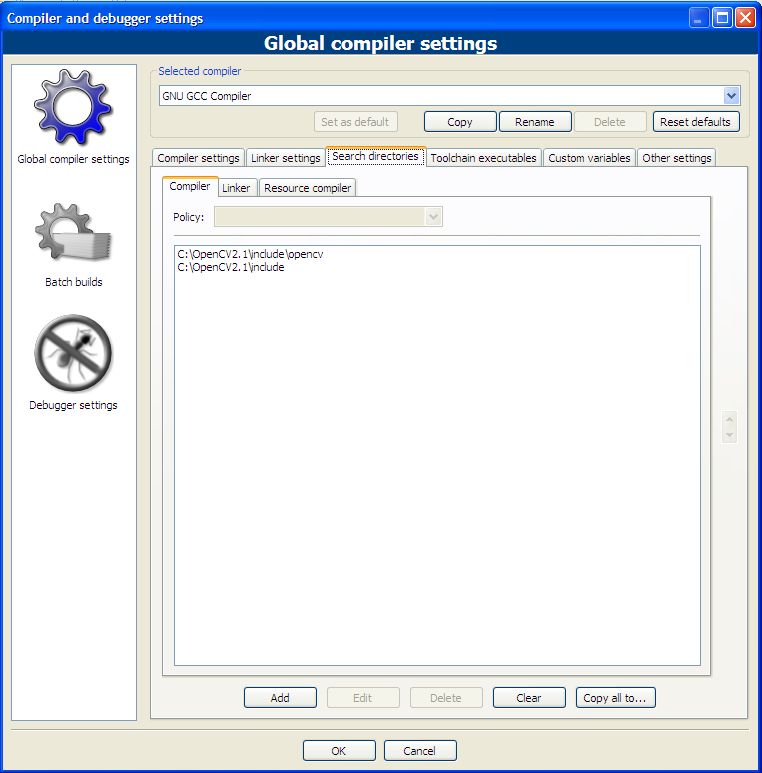 Compiler and debugger settings
Global compiler settings
Global compiler settings
Batch builds
Debugger settings
Selected compiler
GNU GCC Compiler
Set as default Copy Rename Delete Reset defaults
Compiler settings Linker settings Search directories Toolchain executables Custom variables Other settings
Compiler Linker Resource compiler
Policy:
C:\OpenCV2.1\include\opencv
C:\OpenCV2.1\include
Add Edit Delete Clear Copy all to...
OK Cancel